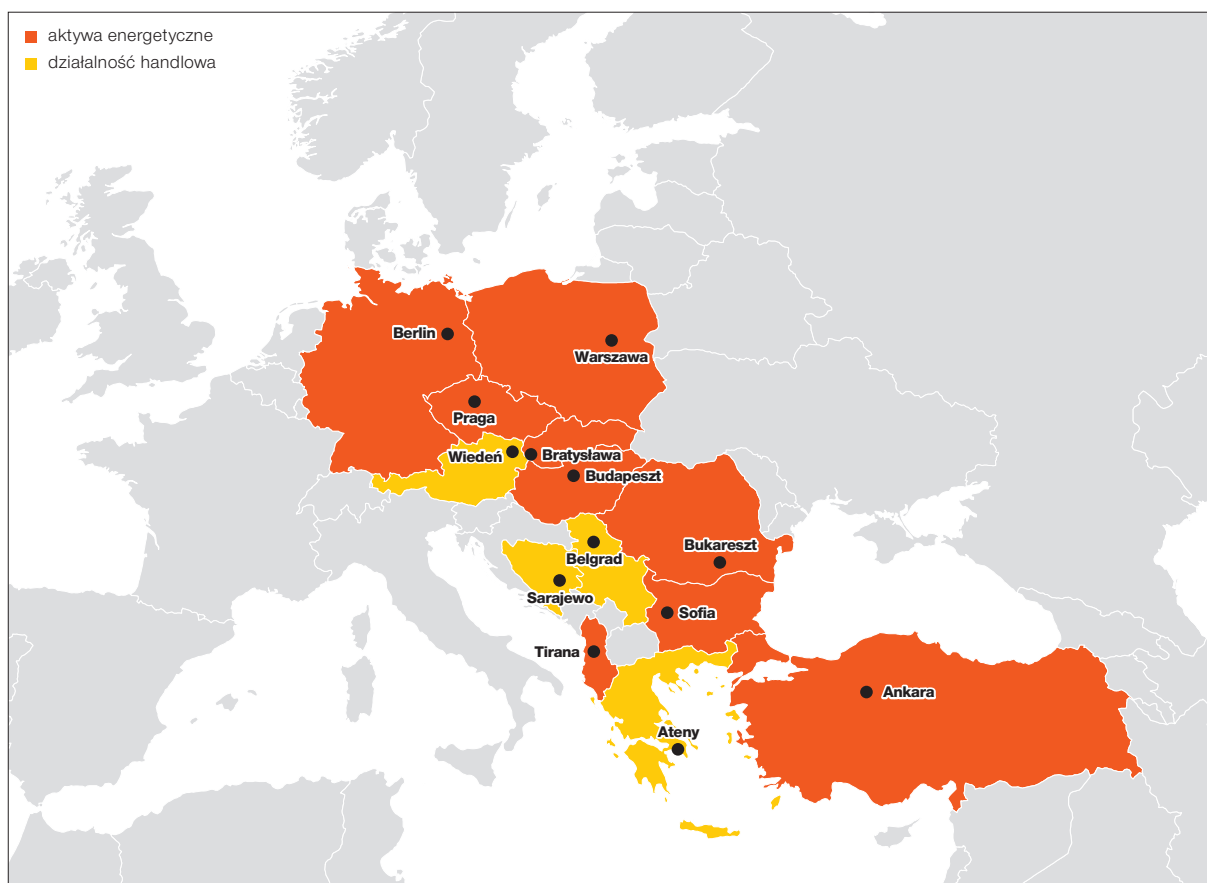 aktywa energetyczne
działalność handlowa
Berlin
Warszawa
Praga
Wiedeń
Bratysława
Budapeszt
Belgrad
Bukareszt
Sarajewo
Sofia
Tirana
Ankara
Ateny